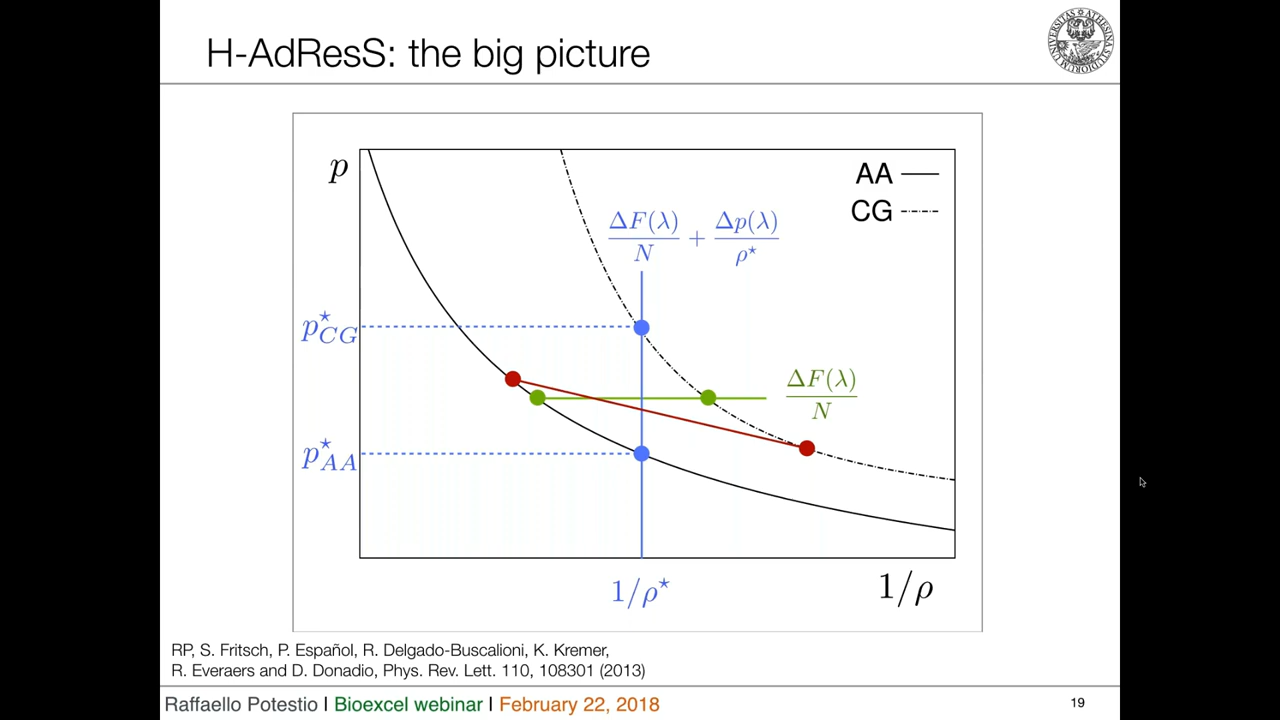 H-AdResS: the big picture
p
AA
CG
ΔF(λ)/N + Δp(λ)/ρ⋆
p⋆CG
ΔF(λ)/N
p⋆AA
1/ρ⋆
1/ρ
RP, S. Fritsch, P. Español, R. Delgado-Buscalioni, K. Kremer,
R. Everaers and D. Donadio, Phys. Rev. Lett. 110, 108301 (2013)
Raffaello Potestio I Bioexcel webinar I February 22, 2018
19